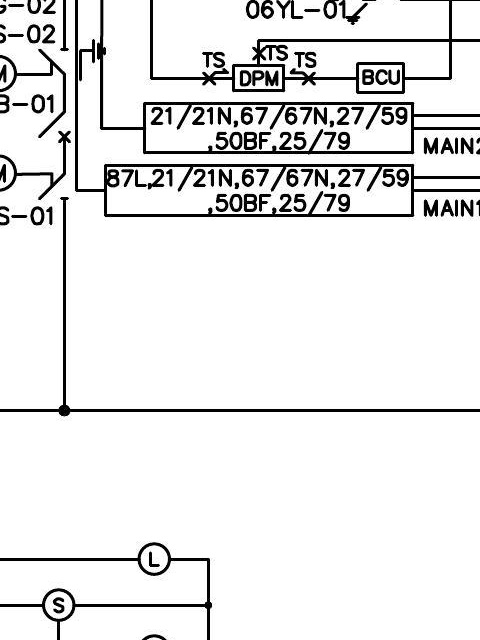 S-02
06YL-01
TS
TS
TS
DPM
BCU
B-01
21/21N,67/67N,27/59
,50BF,25/79
MAIN2
87L,21/21N,67/67N,27/59
,50BF,25/79
S-01
MAIN1
L
S